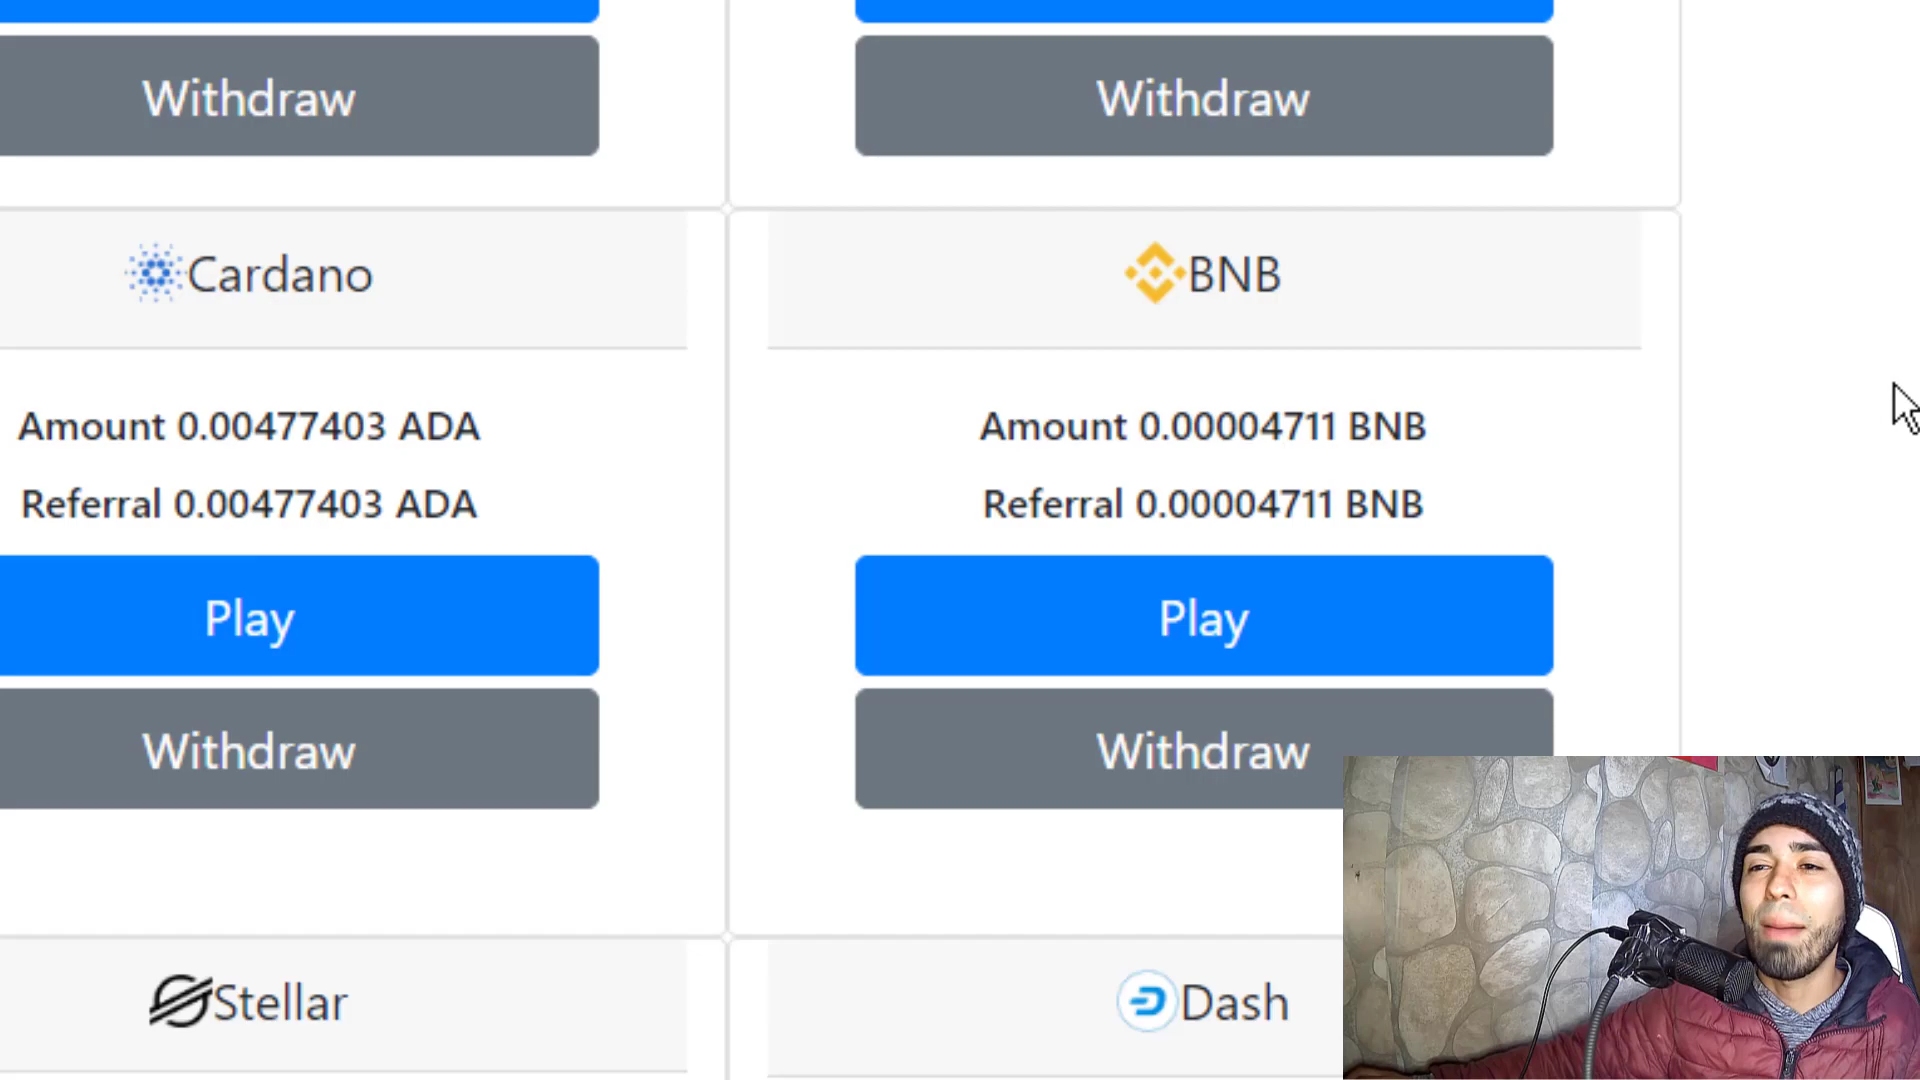 Withdraw
Withdraw
Cardano
BNB
Amount 0.00477403 ADA
Amount 0.00004711 BNB
Referral 0.00477403 ADA
Referral 0.00004711 BNB
Play
Play
Withdraw
Withdraw
Stellar
Dash